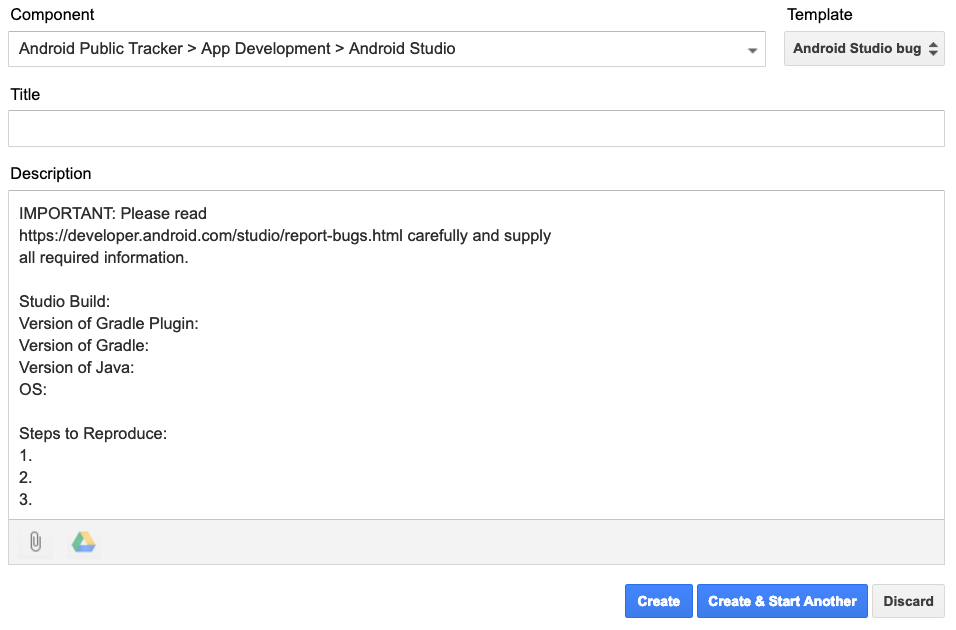 Component
Template
Android Public Tracker > App Development > Android Studio
Android Studio bug
Title
Description
IMPORTANT: Please read
https://developer.android.com/studio/report-bugs.html carefully and supply
all required information.
Studio Build:
Version of Gradle Plugin:
Version of Gradle:
Version of Java:
OS:
Steps to Reproduce:
1.
2.
3.
Create
Create & Start Another
Discard